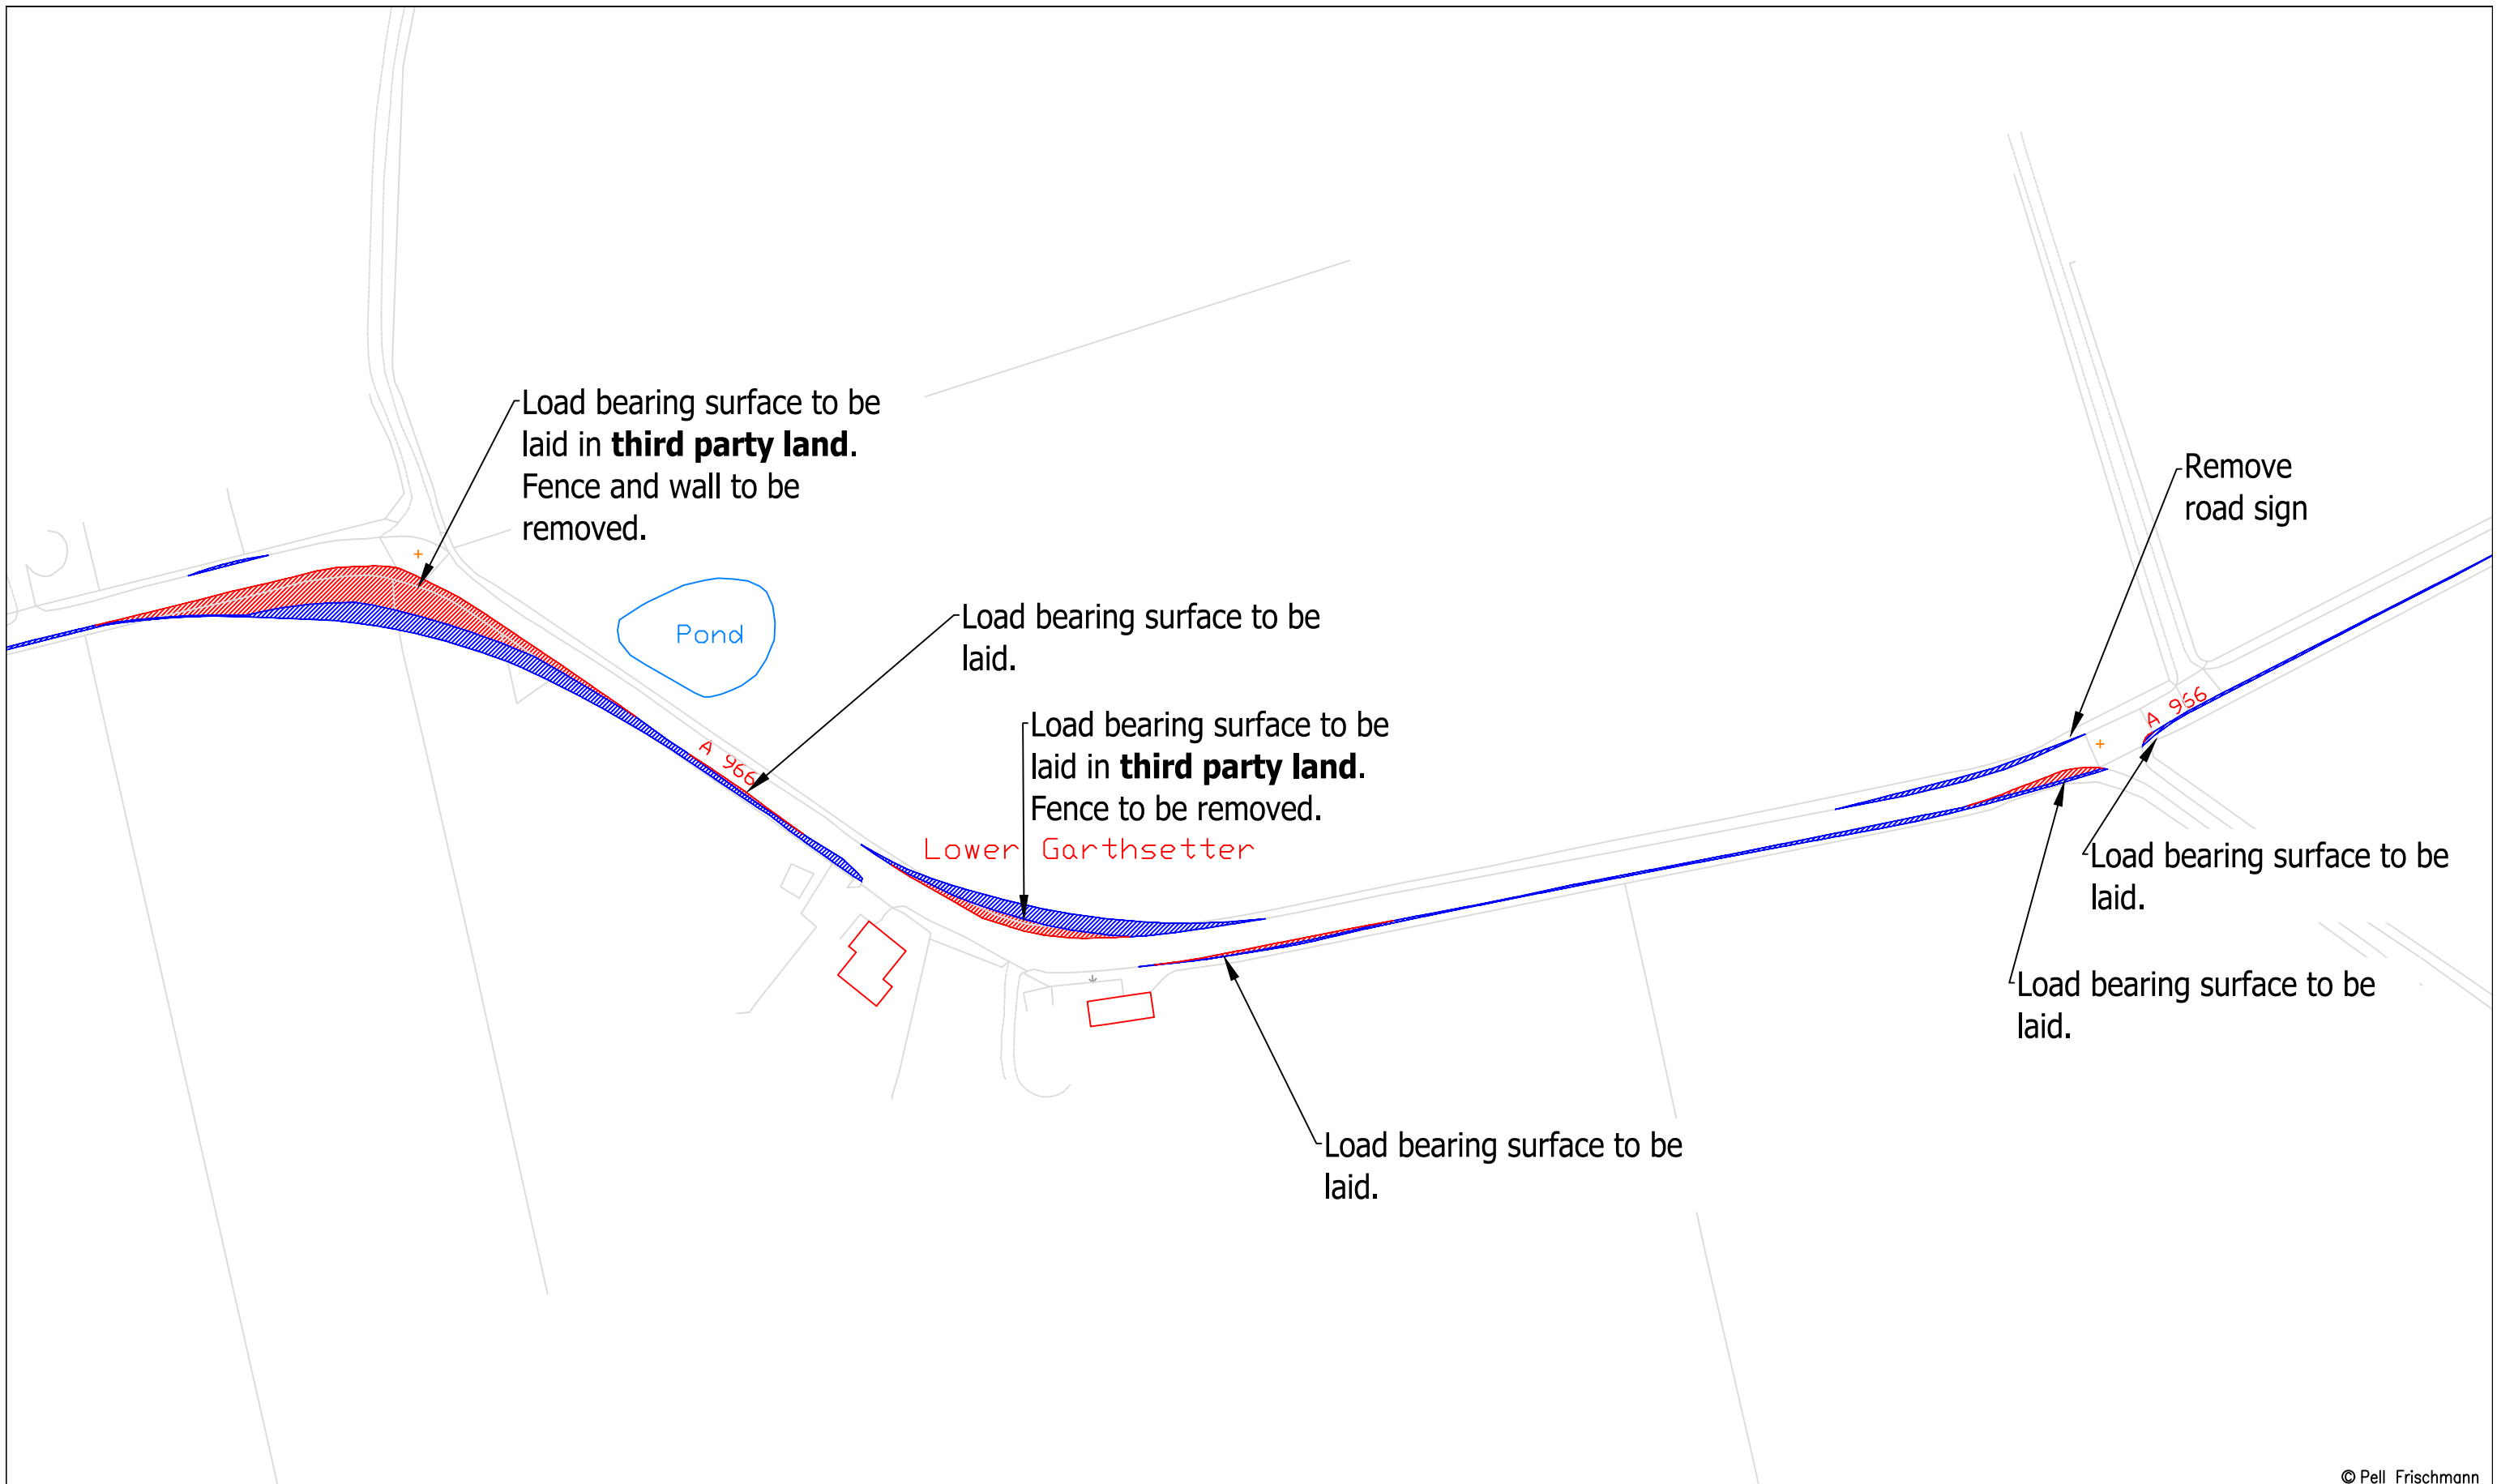 Load bearing surface to be
laid in third party land.
Fence and wall to be
removed.
Remove
road sign
Pond
Load bearing surface to be
laid.
A 966
A 966
Load bearing surface to be
laid in third party land.
Fence to be removed.
Lower Garthsetter
Load bearing surface to be
laid.
Load bearing surface to be
laid.
Load bearing surface to be
laid.
© Pell Frischmann